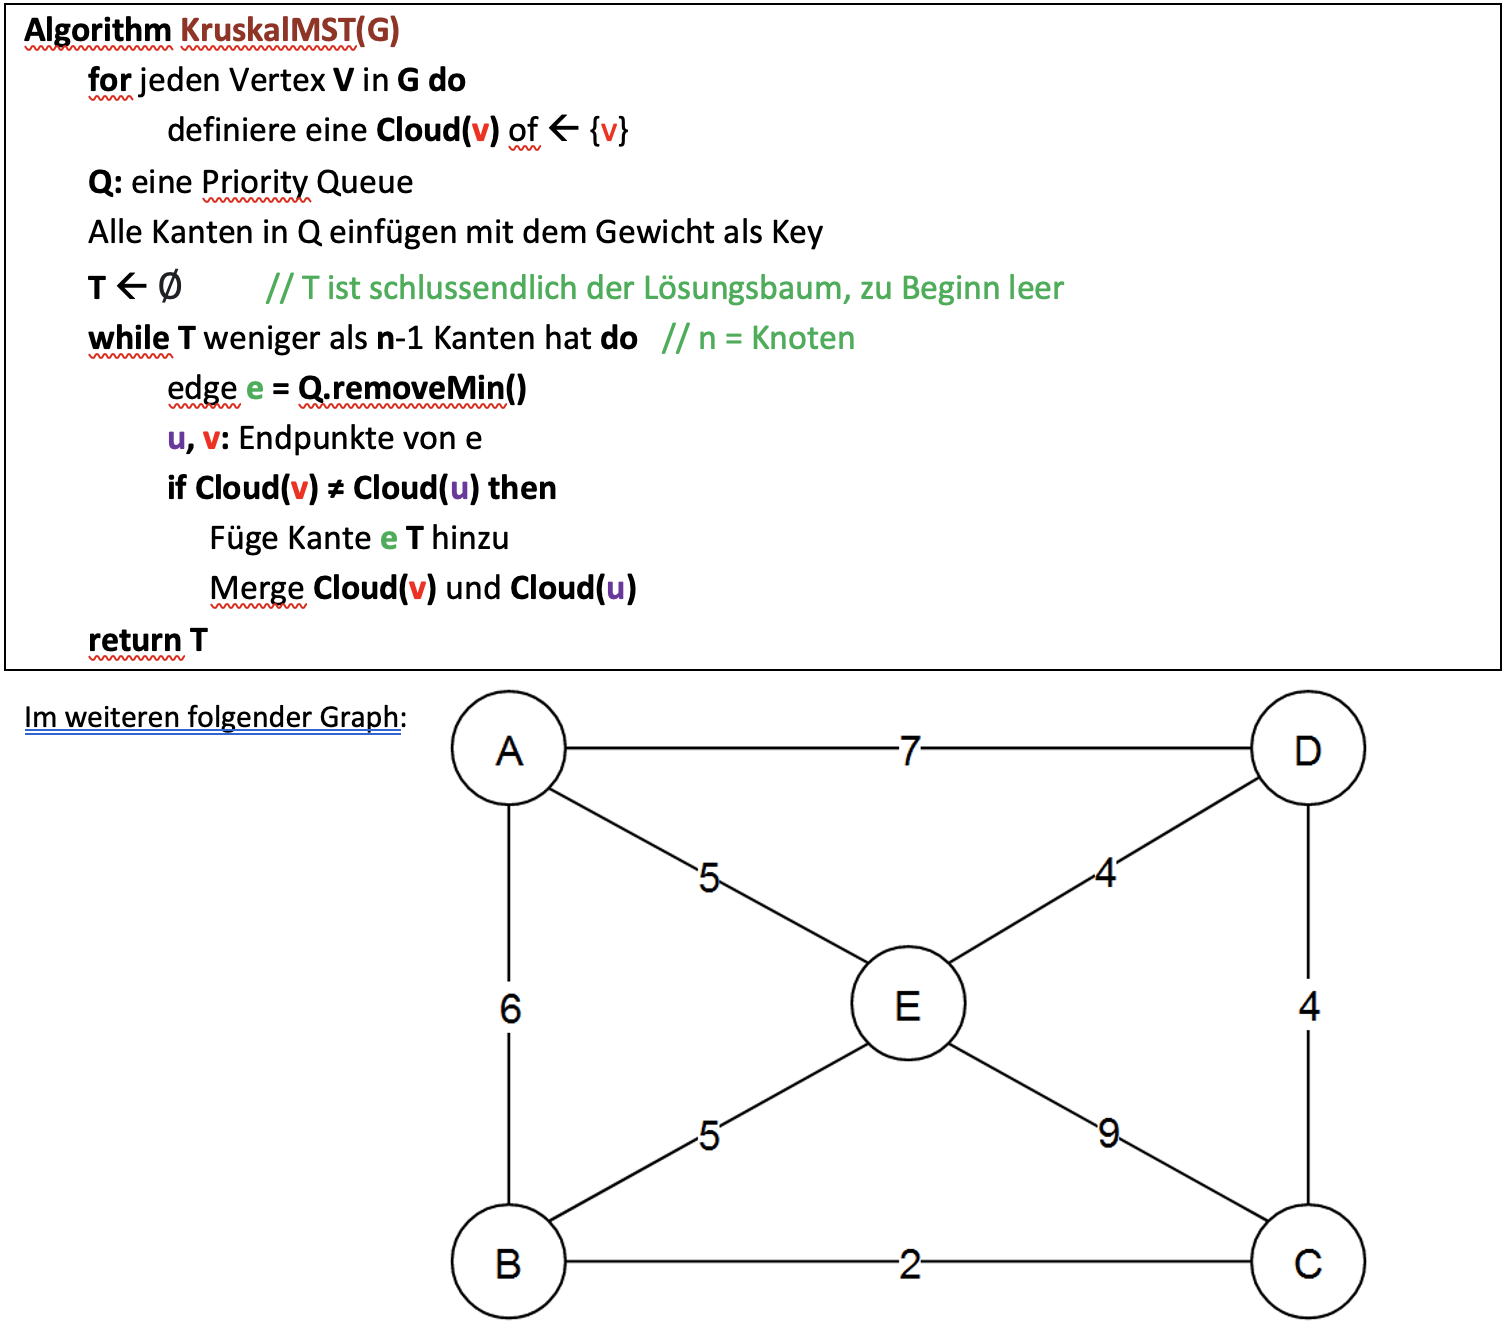 Algorithm KruskalMST(G)
for jeden Vertex V in G do
definiere eine Cloud(v) of ← {v}
Q: eine Priority Queue
Alle Kanten in Q einfügen mit dem Gewicht als Key
T ← ∅ // T ist schlussendlich der Lösungsbaum, zu Beginn leer
while T weniger als n-1 Kanten hat do // n = Knoten
edge e = Q.removeMin()
u, v: Endpunkte von e
if Cloud(v) ≠ Cloud(u) then
Füge Kante e T hinzu
Merge Cloud(v) und Cloud(u)
return T
Im weiteren folgender Graph:
A 7 D
5 4
6 E 4
5 9
B 2 C